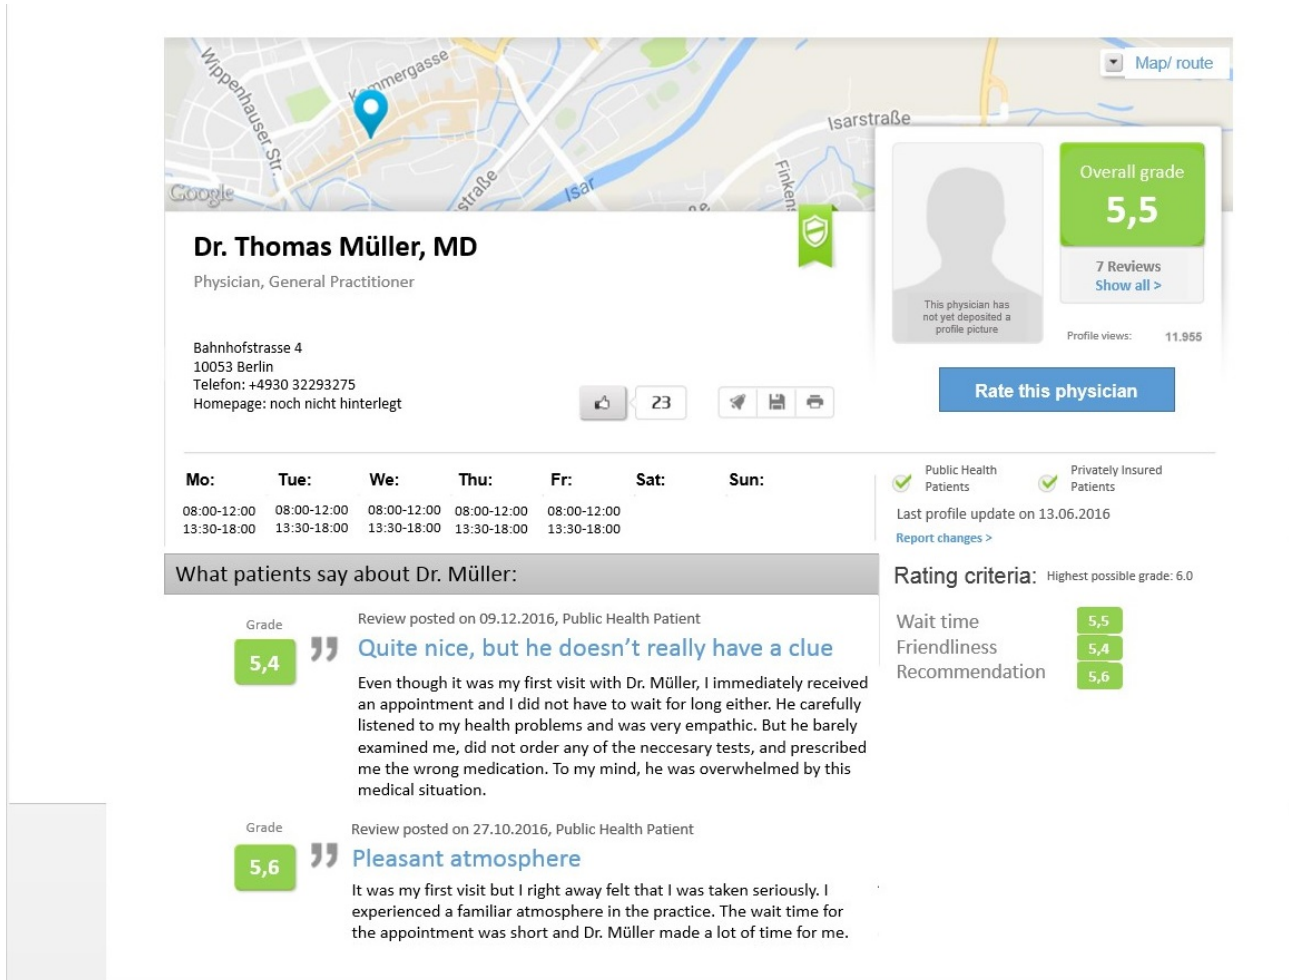 Wippenhauser Str.
Kammergasse
Isarstraße
Map/ route
straße
Isar
Finkens
Google
Overall grade
5,5
7 Reviews
Show all >
This physician has
not yet deposited a
profile picture
Profile views: 11.955
Rate this physician
Dr. Thomas Müller, MD
Physician, General Practitioner
Bahnhofstrasse 4
10053 Berlin
Telefon: +4930 32293275
Homepage: noch nicht hinterlegt
23
Mo: Tue: We: Thu: Fr: Sat: Sun:
08:00-12:00 08:00-12:00 08:00-12:00 08:00-12:00 08:00-12:00
13:30-18:00 13:30-18:00 13:30-18:00 13:30-18:00 13:30-18:00
Public Health
Patients
Privately Insured
Patients
Last profile update on 13.06.2016
Report changes >
Rating criteria: Highest possible grade: 6.0
Wait time 5,5
Friendliness 5,4
Recommendation 5,6
What patients say about Dr. Müller:
Grade
5,4
Review posted on 09.12.2016, Public Health Patient
Quite nice, but he doesn't really have a clue
Even though it was my first visit with Dr. Müller, I immediately received
an appointment and I did not have to wait for long either. He carefully
listened to my health problems and was very empathic. But he barely
examined me, did not order any of the neccesary tests, and prescribed
me the wrong medication. To my mind, he was overwhelmed by this
medical situation.
Grade
5,6
Review posted on 27.10.2016, Public Health Patient
Pleasant atmosphere
It was my first visit but I right away felt that I was taken seriously. I
experienced a familiar atmosphere in the practice. The wait time for
the appointment was short and Dr. Müller made a lot of time for me.